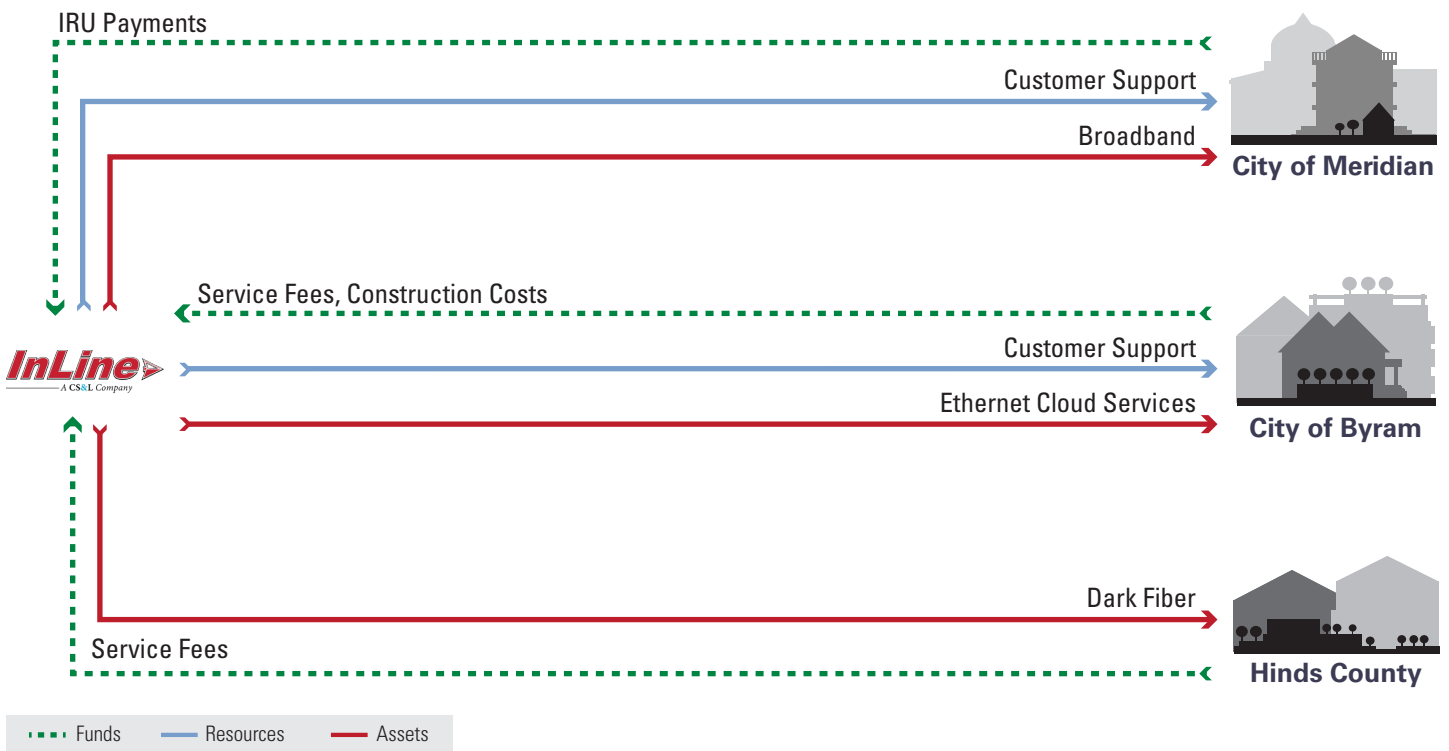 IRU Payments
Customer Support
Broadband
City of Meridian
Service Fees, Construction Costs
Customer Support
Ethernet Cloud Services
City of Byram
InLine
A CS&L Company
Dark Fiber
Service Fees
Hinds County
Funds Resources Assets